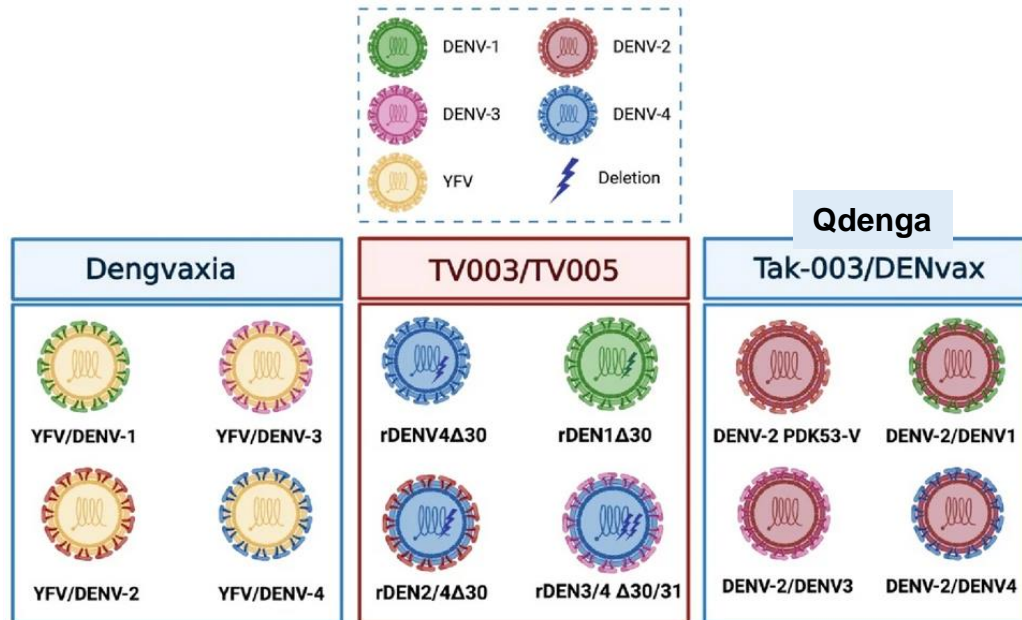 DENV-1
DENV-2
DENV-3
DENV-4
YFV
Deletion
Qdenga
Dengvaxia
TV003/TV005
Tak-003/DENvax
YFV/DENV-1
YFV/DENV-3
rDENV4Δ30
rDEN1Δ30
DENV-2 PDK53-V
DENV-2/DENV1
YFV/DENV-2
YFV/DENV-4
rDEN2/4Δ30
rDEN3/4 Δ30/31
DENV-2/DENV3
DENV-2/DENV4